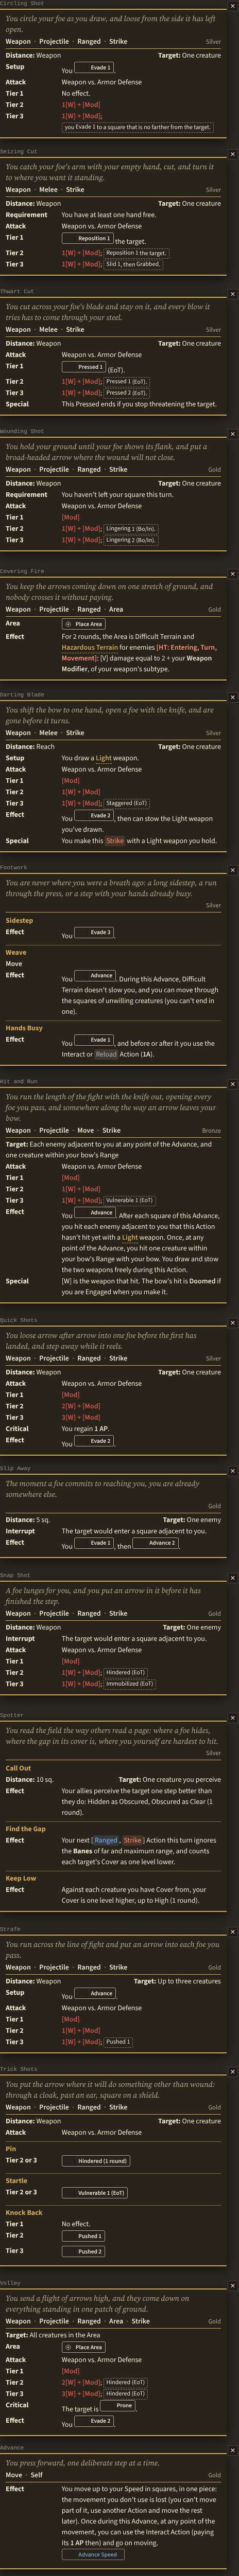 Circling Shot
You circle your foe as you draw, and loose from the side it has left
open.
Weapon · Projectile · Ranged · Strike Silver
Distance: Weapon Target: One creature
Setup You Evade 1.
Attack Weapon vs. Armor Defense
Tier 1 No effect.
Tier 2 1[W] + [Mod]
Tier 3 1[W] + [Mod];
you Evade 1 to a square that is no farther from the target.
Seizing Cut
You catch your foe's arm with your empty hand, cut, and turn it
to where you want it standing.
Weapon · Melee · Strike Silver
Distance: Weapon Target: One creature
Requirement You have at least one hand free.
Attack Weapon vs. Armor Defense
Tier 1 Reposition 1 the target.
Tier 2 1[W] + [Mod]; Reposition 1 the target.
Tier 3 1[W] + [Mod]; Slid 1, then Grabbed.
Thwart Cut
You cut across your foe's blade and stay on it, and every blow it
tries has to come through your steel.
Weapon · Melee · Strike Silver
Distance: Weapon Target: One creature
Attack Weapon vs. Armor Defense
Tier 1 Pressed 1 (EoT).
Tier 2 1[W] + [Mod]; Pressed 1 (EoT).
Tier 3 1[W] + [Mod]; Pressed 2 (EoT).
Special This Pressed ends if you stop threatening the target.
Wounding Shot
You hold your ground until your foe shows its flank, and put a
broad-headed arrow where the wound will not close.
Weapon · Projectile · Ranged · Strike Gold
Distance: Weapon Target: One creature
Requirement You haven't left your square this turn.
Attack Weapon vs. Armor Defense
Tier 1 [Mod]
Tier 2 1[W] + [Mod]; Lingering 1 (Bo/In).
Tier 3 1[W] + [Mod]; Lingering 2 (Bo/In).
Covering Fire
You keep the arrows coming down on one stretch of ground, and
nobody crosses it without paying.
Weapon · Projectile · Ranged · Area Gold
Area Place Area
Effect For 2 rounds, the Area is Difficult Terrain and
Hazardous Terrain for enemies [HT: Entering, Turn,
Movement]: [V] damage equal to 2 + your Weapon
Modifier, of your weapon's subtype.
Darting Blade
You shift the bow to one hand, open a foe with the knife, and are
gone before it turns.
Weapon · Melee · Strike Silver
Distance: Reach Target: One creature
Setup You draw a Light weapon.
Attack Weapon vs. Armor Defense
Tier 1 [Mod]
Tier 2 1[W] + [Mod]
Tier 3 1[W] + [Mod]; Staggered (EoT)
Effect You Evade 2, then can stow the Light weapon
you've drawn.
Special You make this Strike with a Light weapon you hold.
Footwork
You are never where you were a breath ago: a long sidestep, a run
through the press, or a step with your hands already busy.
Silver
Sidestep
Effect You Evade 3.
Weave
Move
Effect You Advance. During this Advance, Difficult
Terrain doesn't slow you, and you can move through
the squares of unwilling creatures (you can't end in
one).
Hands Busy
Effect You Evade 1, and before or after it you use the
Interact or Reload Action (1A).
Hit and Run
You run the length of the fight with the knife out, opening every
foe you pass, and somewhere along the way an arrow leaves your
bow.
Weapon · Projectile · Move · Strike Bronze
Target: Each enemy adjacent to you at any point of the Advance, and
one creature within your bow's Range
Attack Weapon vs. Armor Defense
Tier 1 [Mod]
Tier 2 1[W] + [Mod]
Tier 3 1[W] + [Mod]; Vulnerable 1 (EoT)
Effect You Advance. After each square of this Advance,
you hit each enemy adjacent to you that this Action
hasn't hit yet with a Light weapon. Once, at any
point of the Advance, you hit one creature within
your bow's Range with your bow. You draw and stow
the two weapons freely during this Action.
Special [W] is the weapon that hit. The bow's hit is Doomed if
you are Engaged when you make it.
Quick Shots
You loose arrow after arrow into one foe before the first has
landed, and step away while it reels.
Weapon · Projectile · Ranged · Strike Gold
Distance: Weapon Target: One creature
Attack Weapon vs. Armor Defense
Tier 1 [Mod]
Tier 2 2[W] + [Mod]
Tier 3 3[W] + [Mod]
Critical You regain 1 AP.
Effect You Evade 2.
Slip Away
The moment a foe commits to reaching you, you are already
somewhere else.
Gold
Distance: 5 sq. Target: One enemy
Interrupt The target would enter a square adjacent to you.
Effect You Evade 1, then Advance 2.
Snap Shot
A foe lunges for you, and you put an arrow in it before it has
finished the step.
Weapon · Projectile · Ranged · Strike Gold
Distance: Weapon Target: One enemy
Interrupt The target would enter a square adjacent to you.
Attack Weapon vs. Armor Defense
Tier 1 [Mod]
Tier 2 1[W] + [Mod]; Hindered (EoT)
Tier 3 1[W] + [Mod]; Immobilized (EoT)
Spotter
You read the field the way others read a page: where a foe hides,
where the gap in its cover is, where you yourself are hardest to hit.
Silver
Call Out
Distance: 10 sq. Target: One creature you perceive
Effect Your allies perceive the target one step better than
they do: Hidden as Obscured, Obscured as Clear (1
round).
Find the Gap
Effect Your next [Ranged, Strike] Action this turn ignores
the Banes of far and maximum range, and counts
each target's Cover as one level lower.
Keep Low
Effect Against each creature you have Cover from, your
Cover is one level higher, up to High (1 round).
Strafe
You run across the line of fight and put an arrow into each foe you
pass.
Weapon · Projectile · Ranged · Strike Gold
Distance: Weapon Target: Up to three creatures
Setup You Advance.
Attack Weapon vs. Armor Defense
Tier 1 [Mod]
Tier 2 1[W] + [Mod]
Tier 3 1[W] + [Mod]; Pushed 1
Trick Shots
You put the arrow where it will do something other than wound:
through a cloak, past an ear, square on a shield.
Weapon · Projectile · Ranged · Strike Gold
Distance: Weapon Target: One creature
Attack Weapon vs. Armor Defense
Pin
Tier 2 or 3 Hindered (1 round)
Startle
Tier 2 or 3 Vulnerable 1 (EoT)
Knock Back
Tier 1 No effect.
Tier 2 Pushed 1
Tier 3 Pushed 2
Volley
You send a flight of arrows high, and they come down on
everything standing in one patch of ground.
Weapon · Projectile · Ranged · Area · Strike Gold
Target: All creatures in the Area
Area Place Area
Attack Weapon vs. Armor Defense
Tier 1 [Mod]
Tier 2 2[W] + [Mod]; Hindered (EoT)
Tier 3 3[W] + [Mod]; Hindered (EoT)
Critical The target is Prone.
Effect You Evade 2.
Advance
You press forward, one deliberate step at a time.
Move · Self Gold
Effect You move up to your Speed in squares, in one piece:
the movement you don't use is lost (you can't move
part of it, use another Action and move the rest
later). Once during this Advance, at any point of the
movement, you can use the Interact Action (paying
its 1 AP then) and go on moving.
Advance Speed